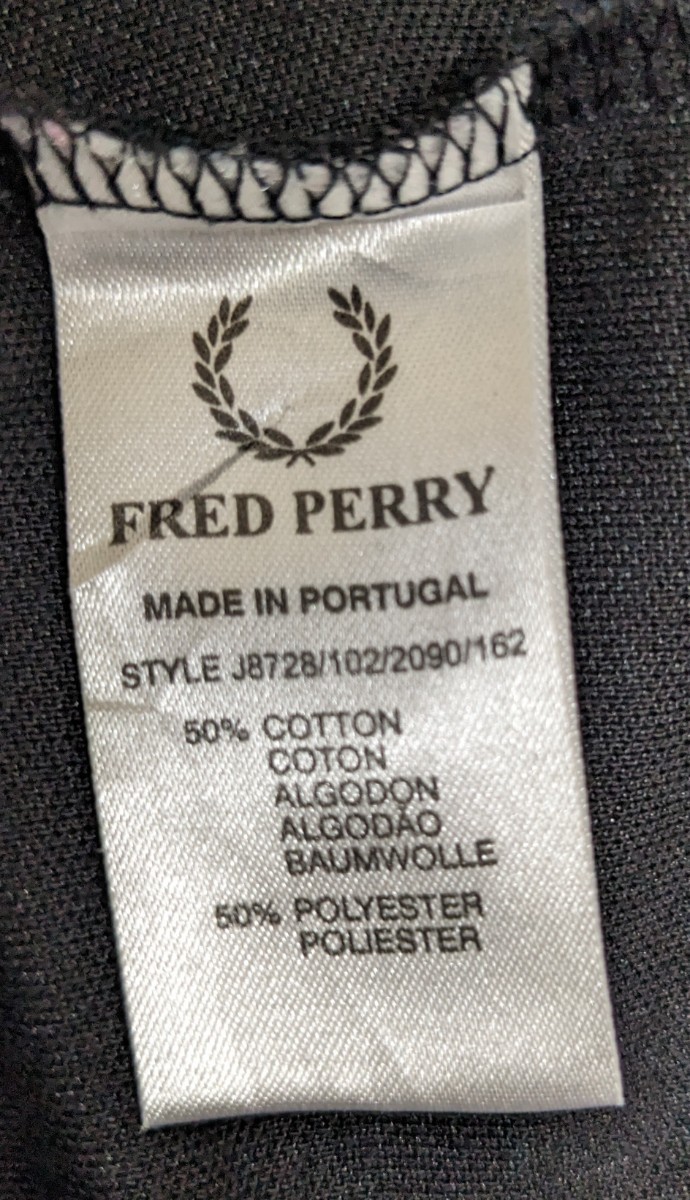 FRED PERRY
MADE IN PORTUGAL
STYLE J8728/102/2090/162
50% COTTON
COTON
ALGODON
ALGODÃO
BAUMWOLLE
50% POLYESTER
POLIESTER